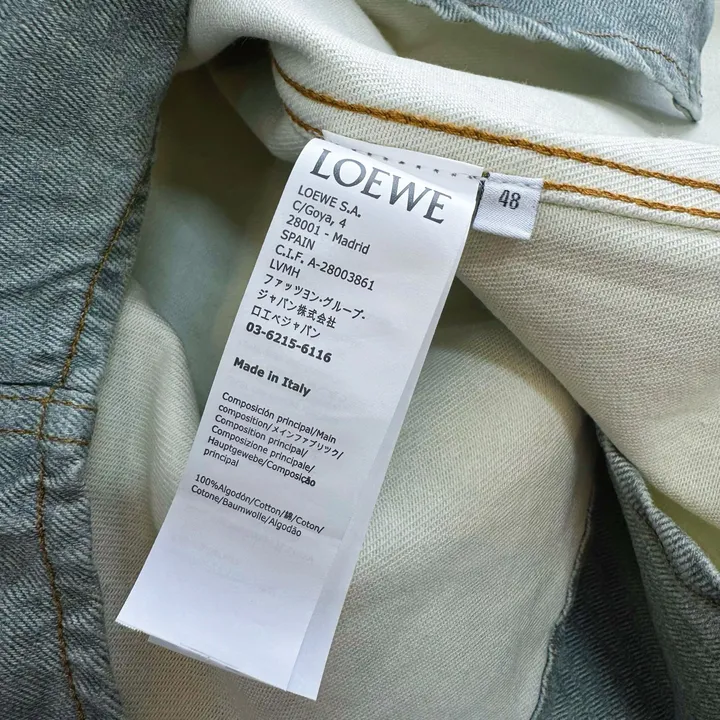 LOEWE
48
LOEWE S.A.
C/Goya, 4
28001 - Madrid
SPAIN
C.I.F. A-28003861
LVMH
ファッツョン·グループ·
ジャパン株式会社
ロエベジャパン
03-6215-6116
Made in Italy
Composición principal/Main
composition/メインファブリック/
Composition principal/
Composizione principale/
Hauptgewebe/Composição
principal
100%Algodón/Cotton/綿/Coton/
Cotone/Baumwolle/Algodão